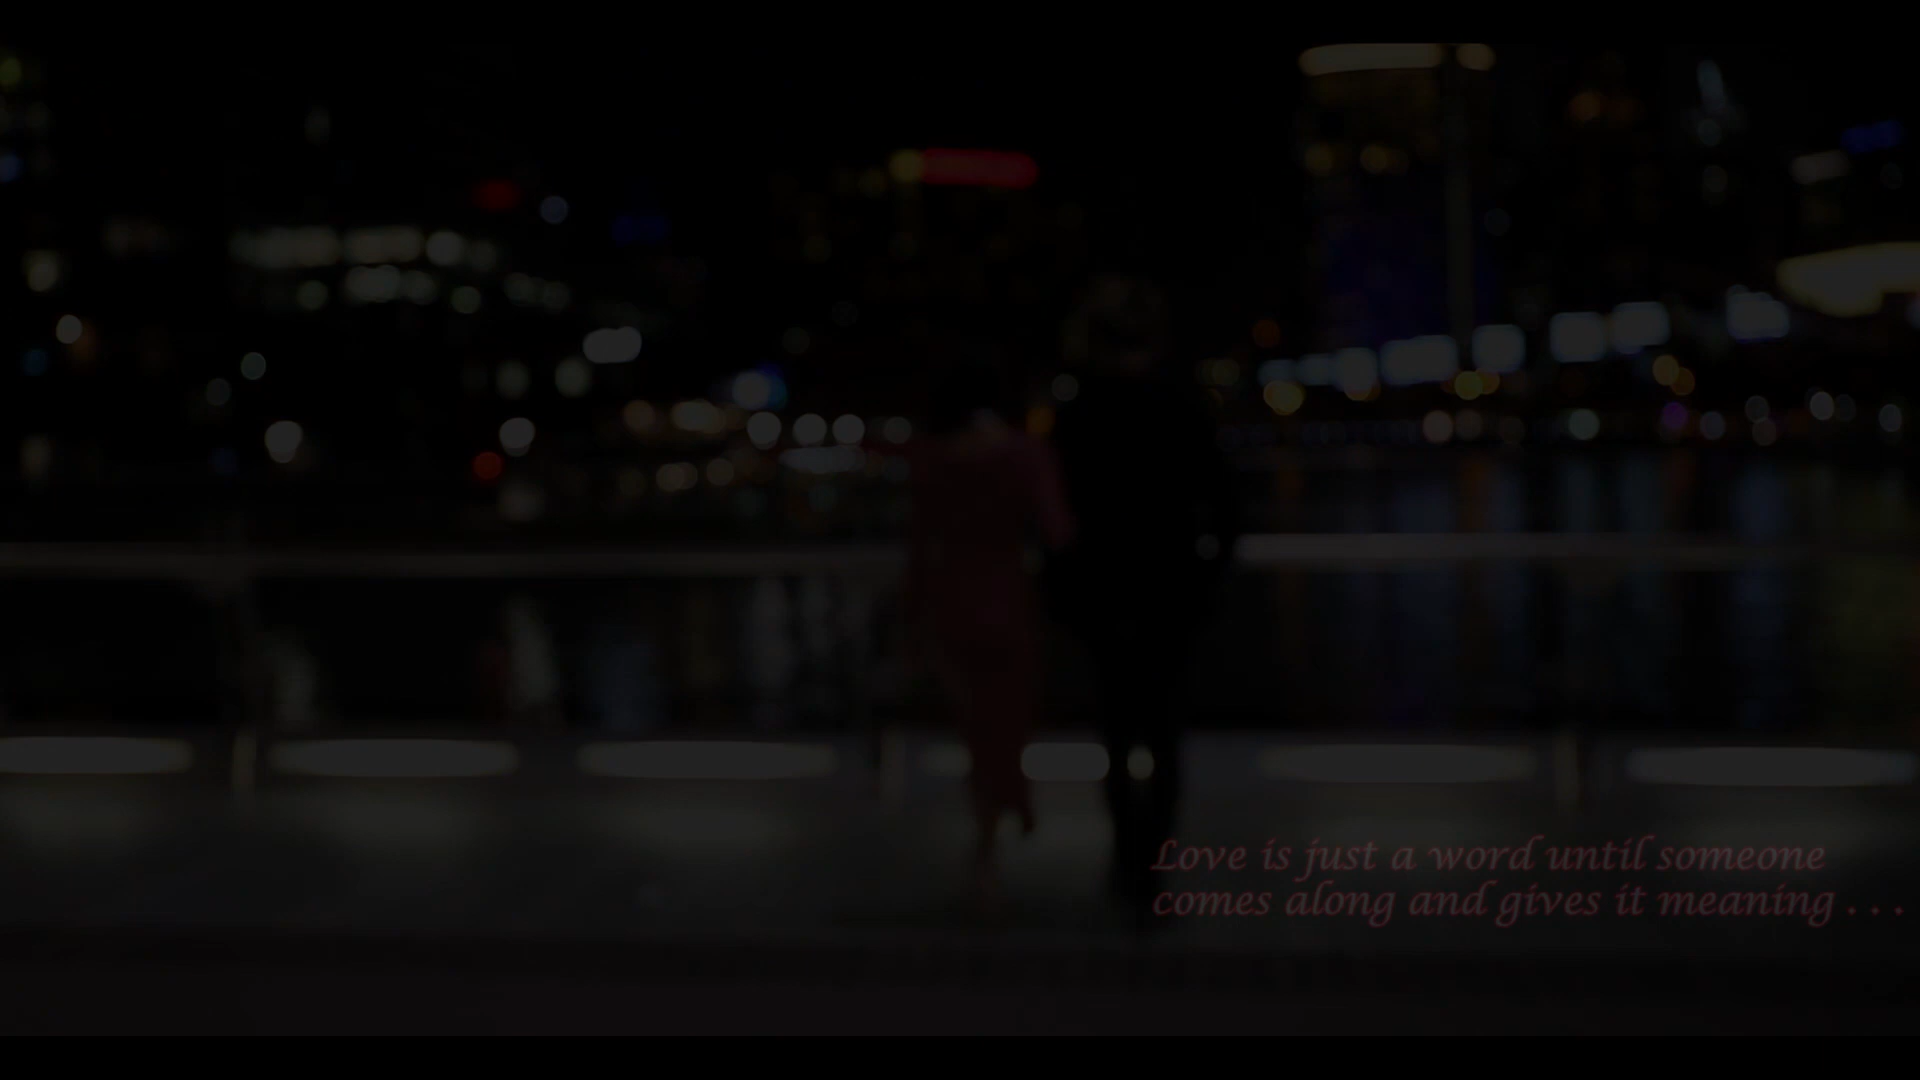 Love is just a word until someone
comes along and gives it meaning . . .